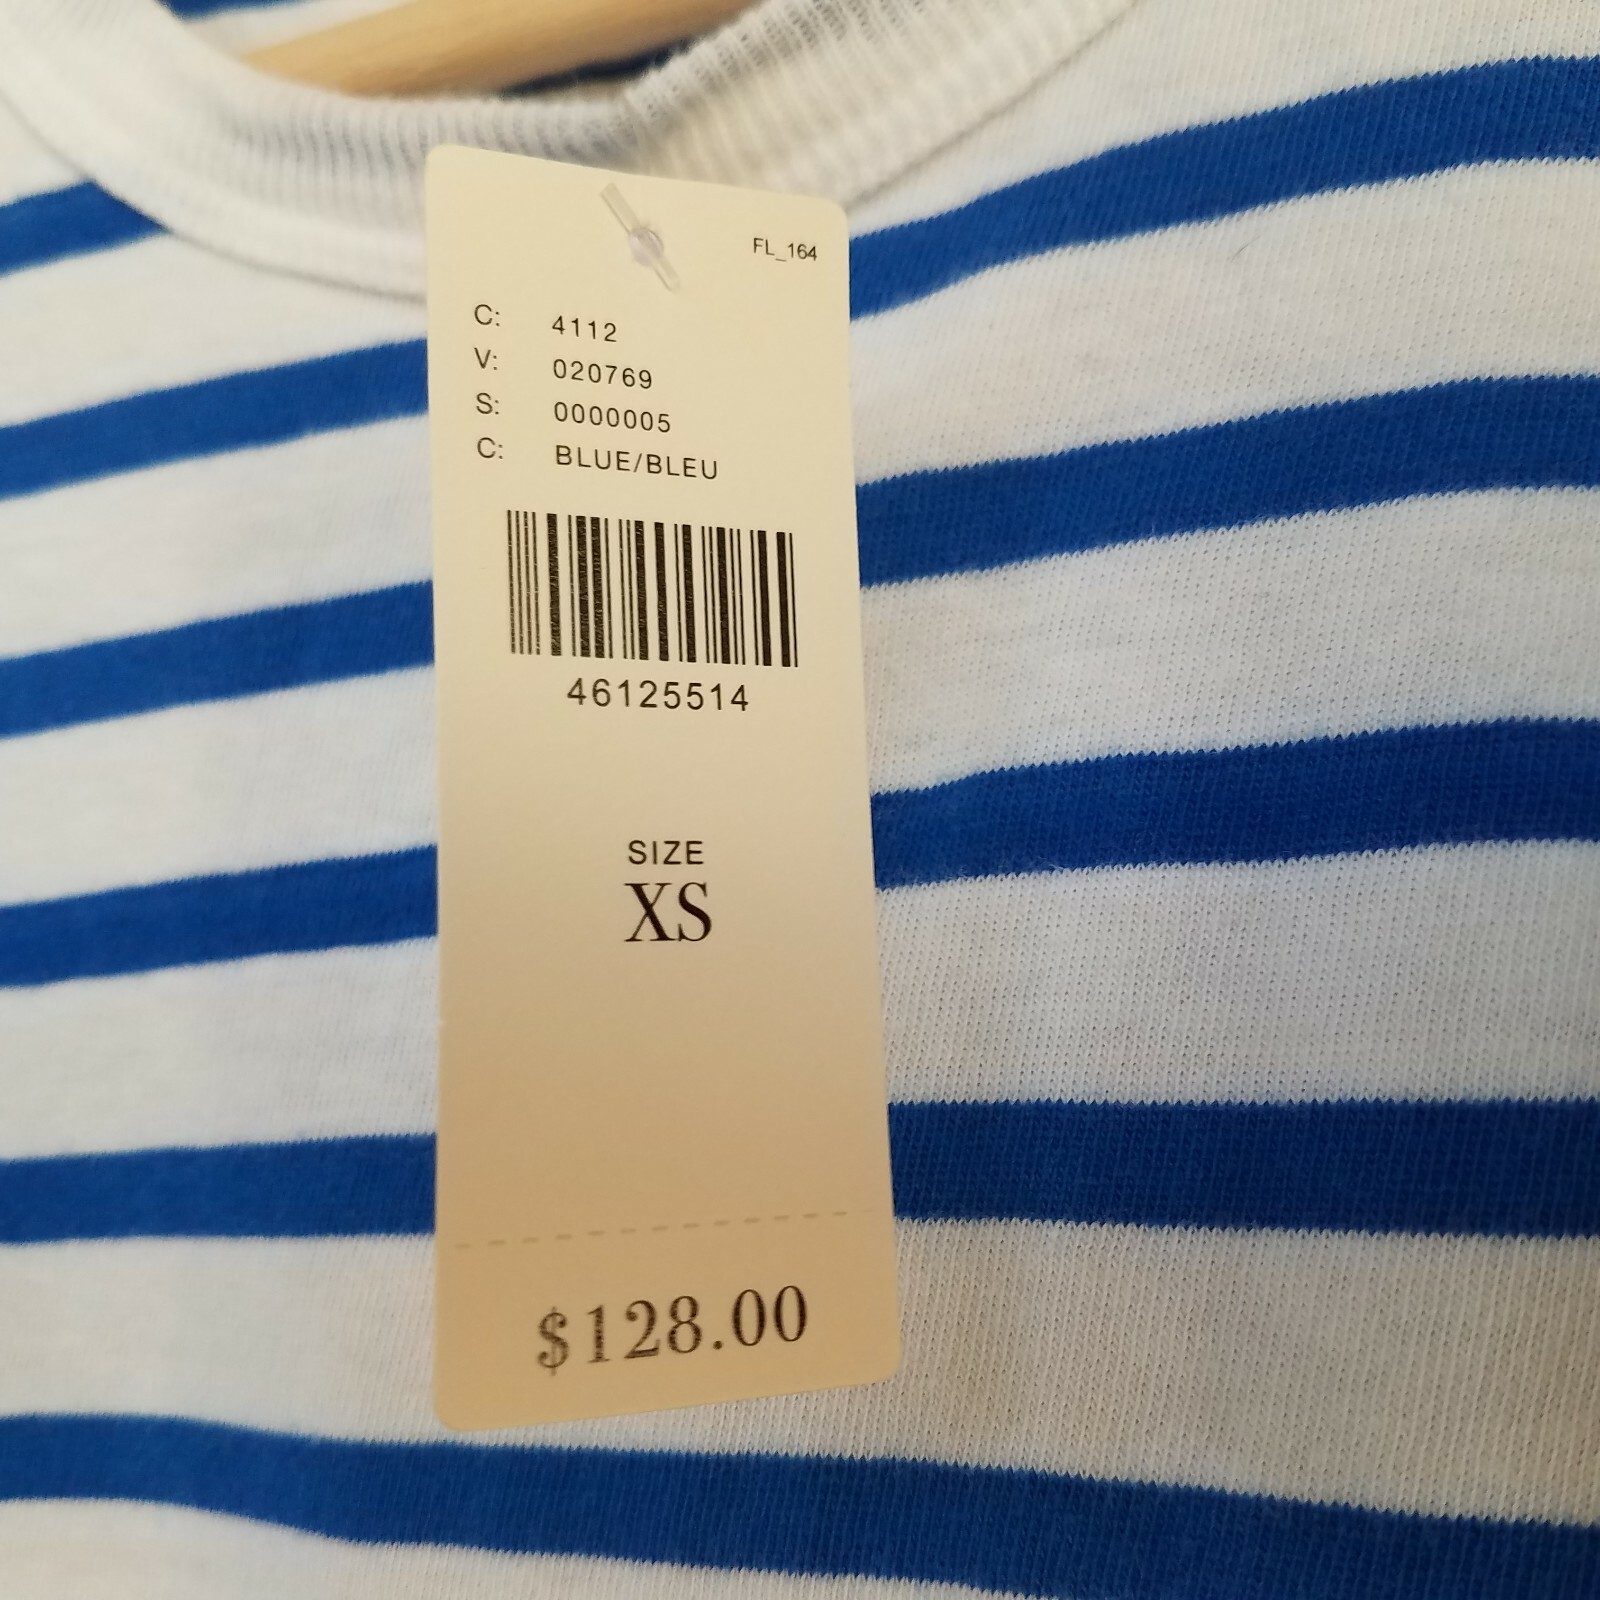 FL_164
C: 4112
V: 020769
S: 0000005
C: BLUE/BLEU
46125514
SIZE
XS
$128.00